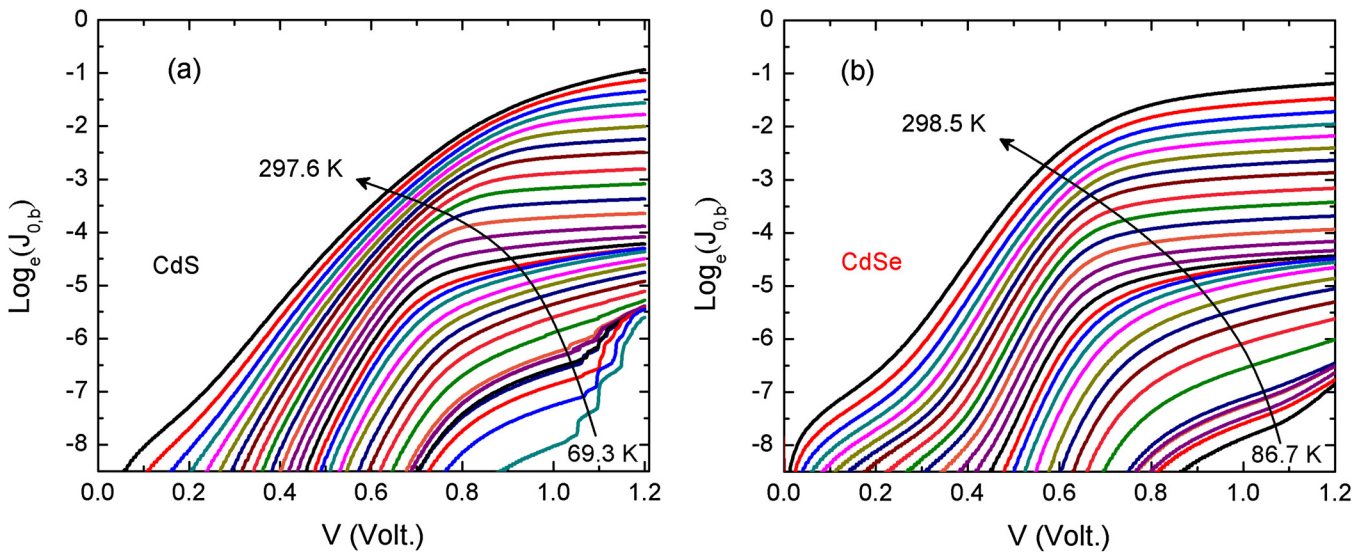 (a)
Log_e(J_0,b)
0
-1
-2
-3
-4
-5
-6
-7
-8
297.6 K
CdS
69.3 K
0.0 0.2 0.4 0.6 0.8 1.0 1.2
V (Volt.)
(b)
Log_e(J_0,b)
0
-1
-2
-3
-4
-5
-6
-7
-8
298.5 K
CdSe
86.7 K
0.0 0.2 0.4 0.6 0.8 1.0 1.2
V (Volt.)